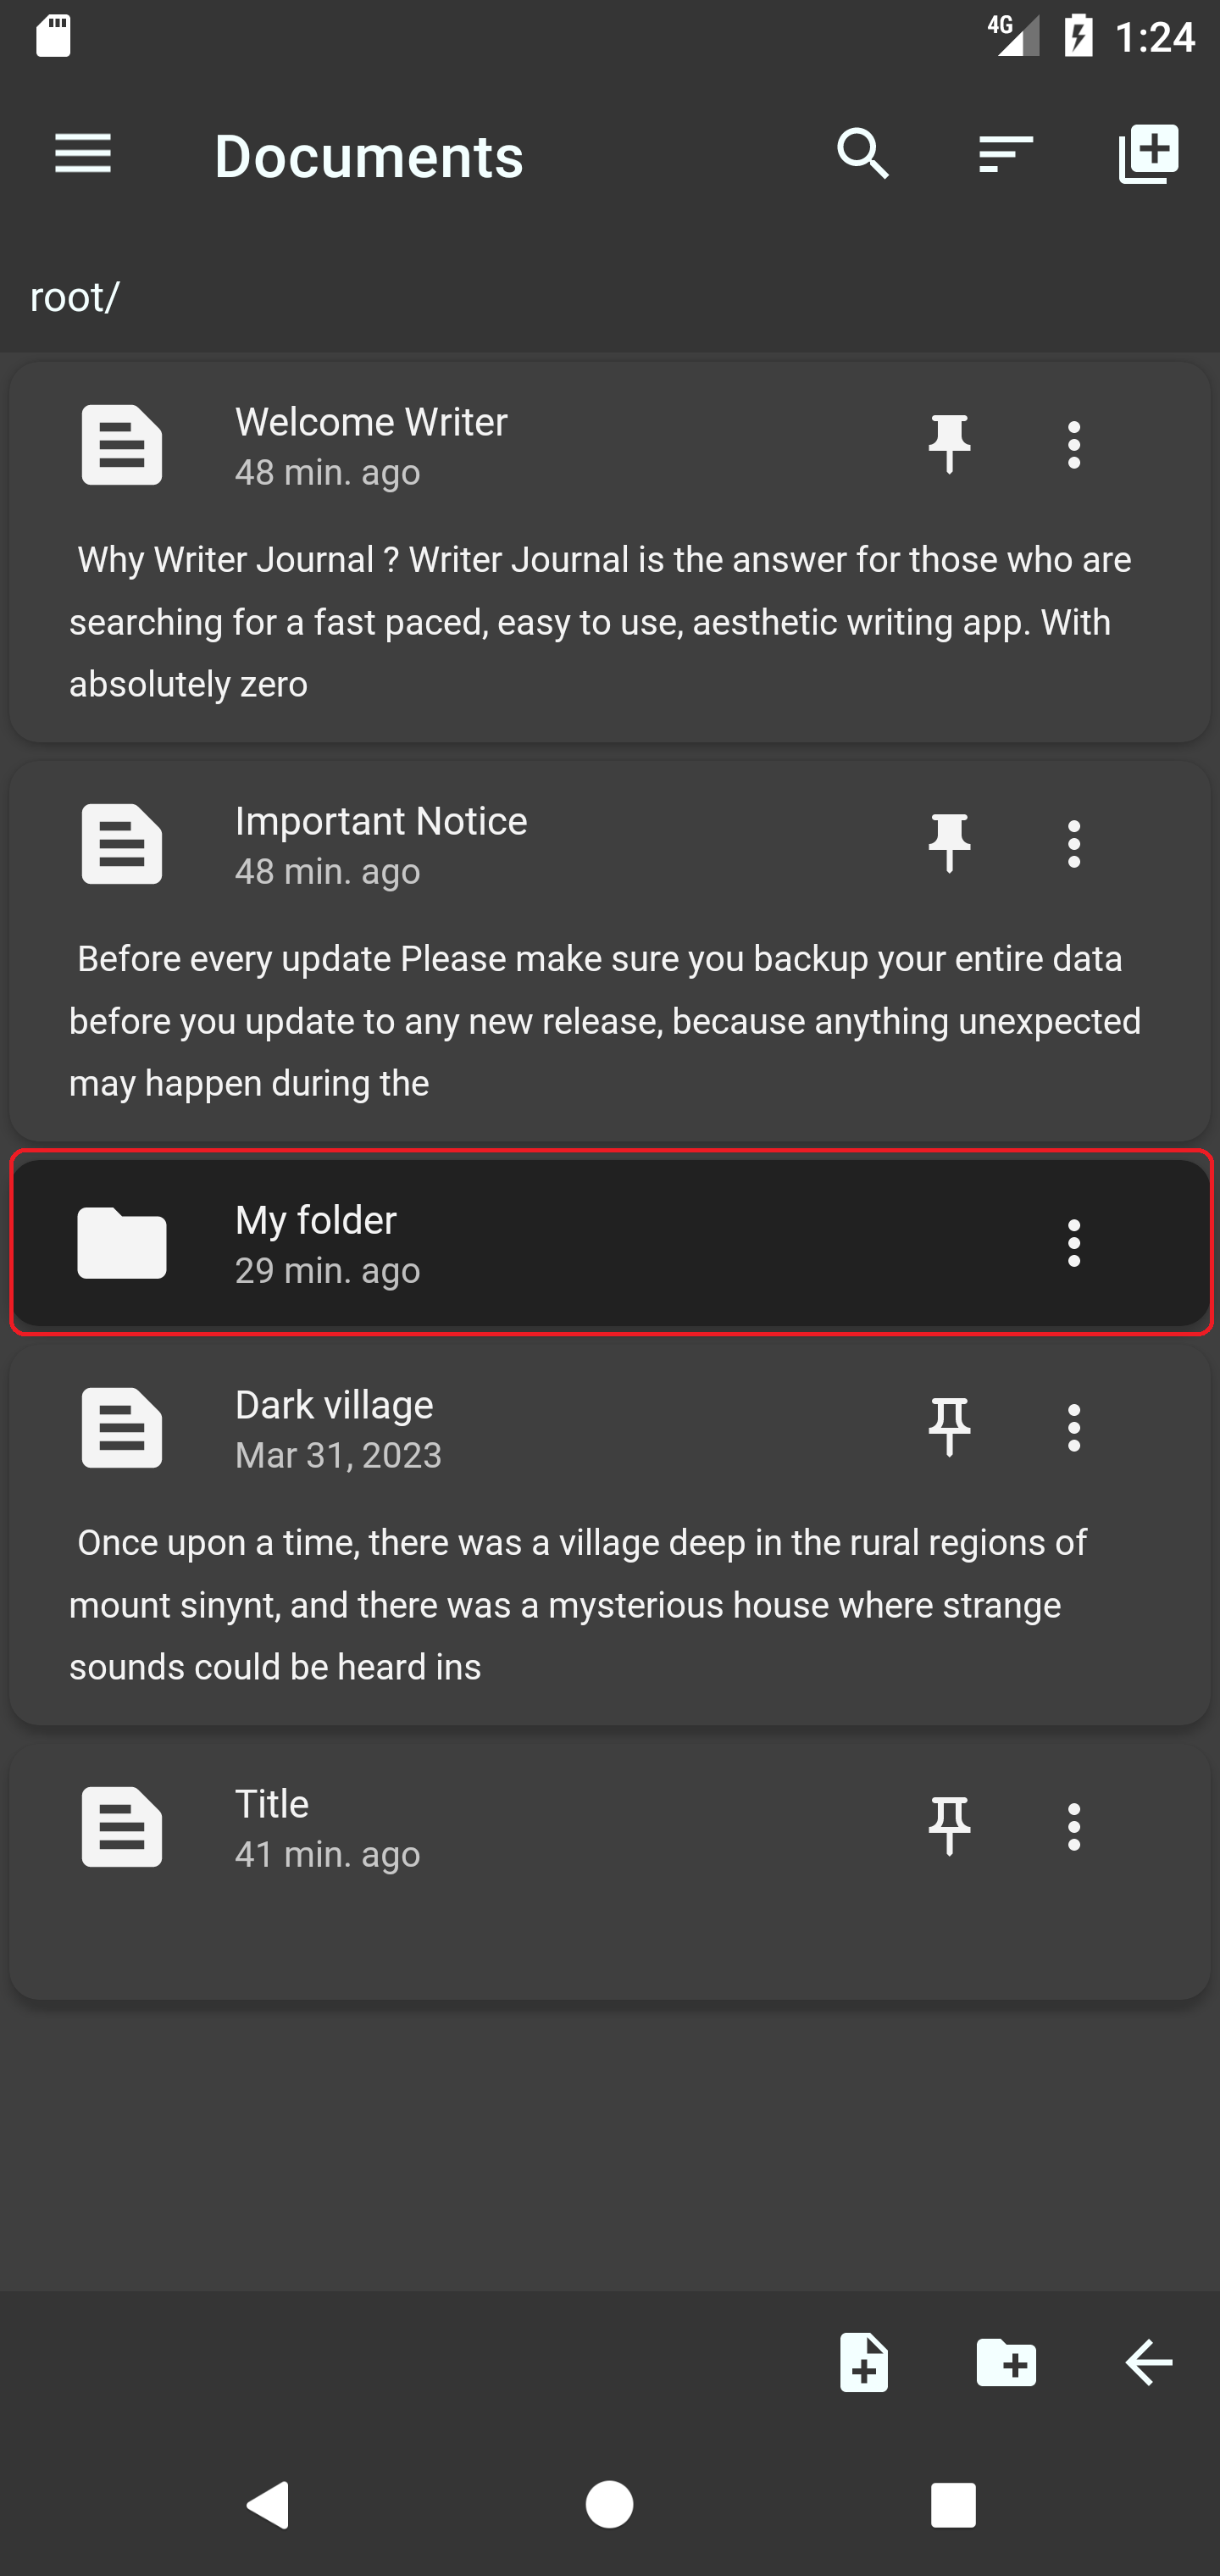 4G 1:24
Documents
root/
Welcome Writer
48 min. ago
Why Writer Journal ? Writer Journal is the answer for those who are
searching for a fast paced, easy to use, aesthetic writing app. With
absolutely zero
Important Notice
48 min. ago
Before every update Please make sure you backup your entire data
before you update to any new release, because anything unexpected
may happen during the
My folder
29 min. ago
Dark village
Mar 31, 2023
Once upon a time, there was a village deep in the rural regions of
mount sinynt, and there was a mysterious house where strange
sounds could be heard ins
Title
41 min. ago